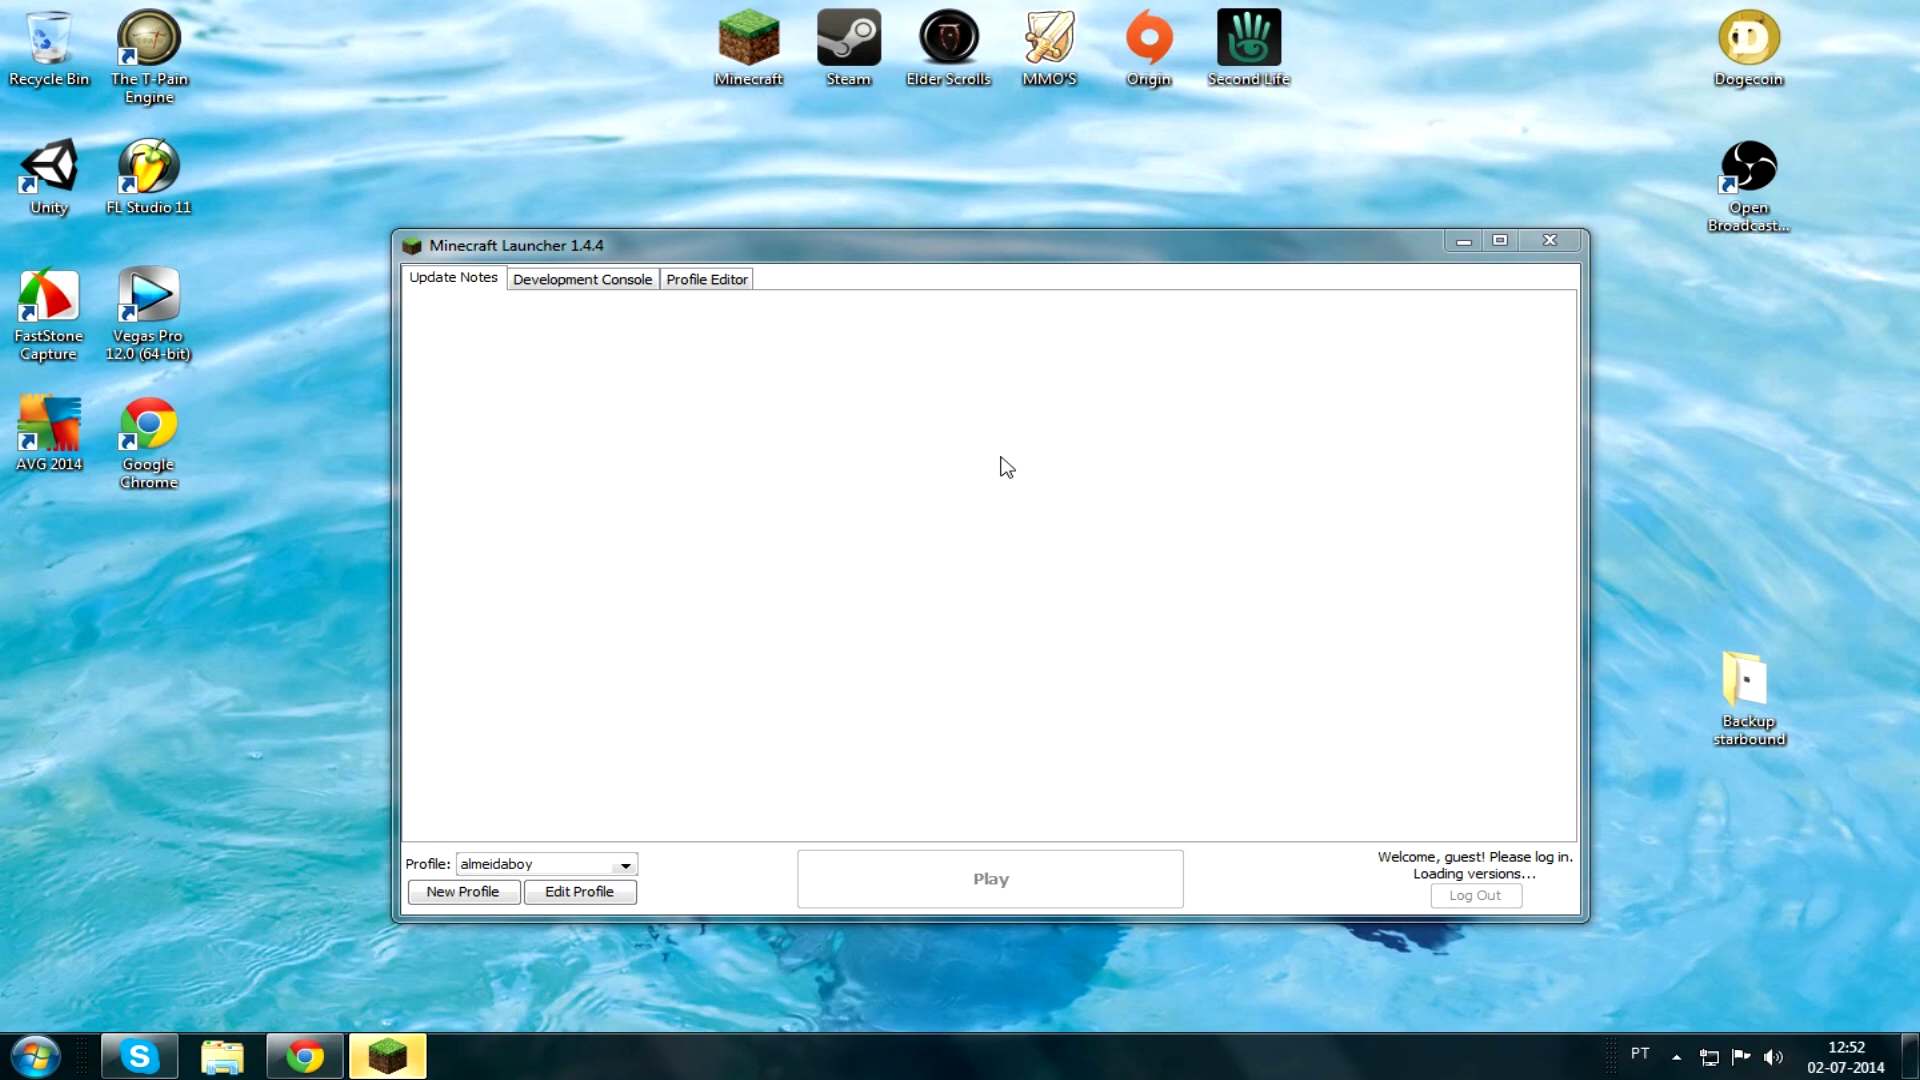 Recycle Bin
The T-Pain
Engine
Minecraft
Steam
Elder Scrolls
MMO'S
Origin
Second Life
Dogecoin
Unity
FL Studio 11
Open
Broadcast...
Minecraft Launcher 1.4.4
Update Notes
Development Console
Profile Editor
FastStone
Capture
Vegas Pro
12.0 (64-bit)
AVG 2014
Google
Chrome
Backup
starbound
Profile:
almeidaboy
New Profile
Edit Profile
Play
Welcome, guest! Please log in.
Loading versions...
Log Out
PT
12:52
02-07-2014